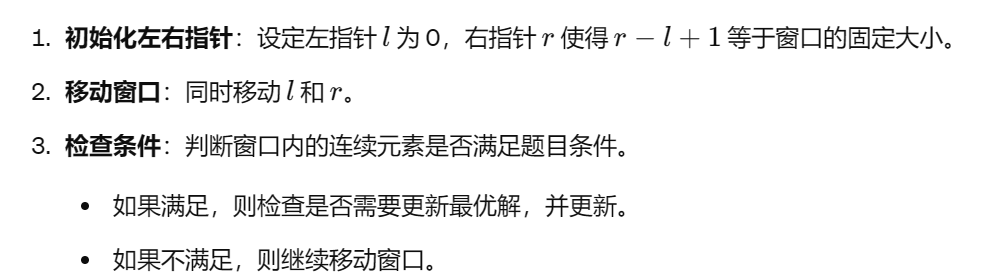 1. 初始化左右指针：设定左指针 l 为 0，右指针 r 使得 r − l + 1 等于窗口的固定大小。
2. 移动窗口：同时移动 l 和 r。
3. 检查条件：判断窗口内的连续元素是否满足题目条件。
• 如果满足，则检查是否需要更新最优解，并更新。
• 如果不满足，则继续移动窗口。